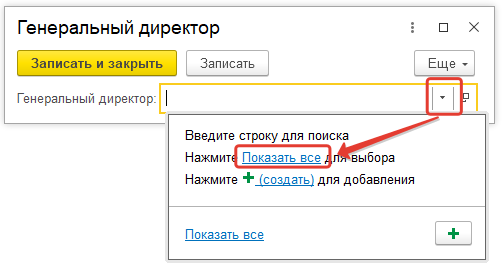 Генеральный директор
Записать и закрыть Записать Еще
Генеральный директор:
Введите строку для поиска
Нажмите Показать все для выбора
Нажмите + (создать) для добавления
Показать все +